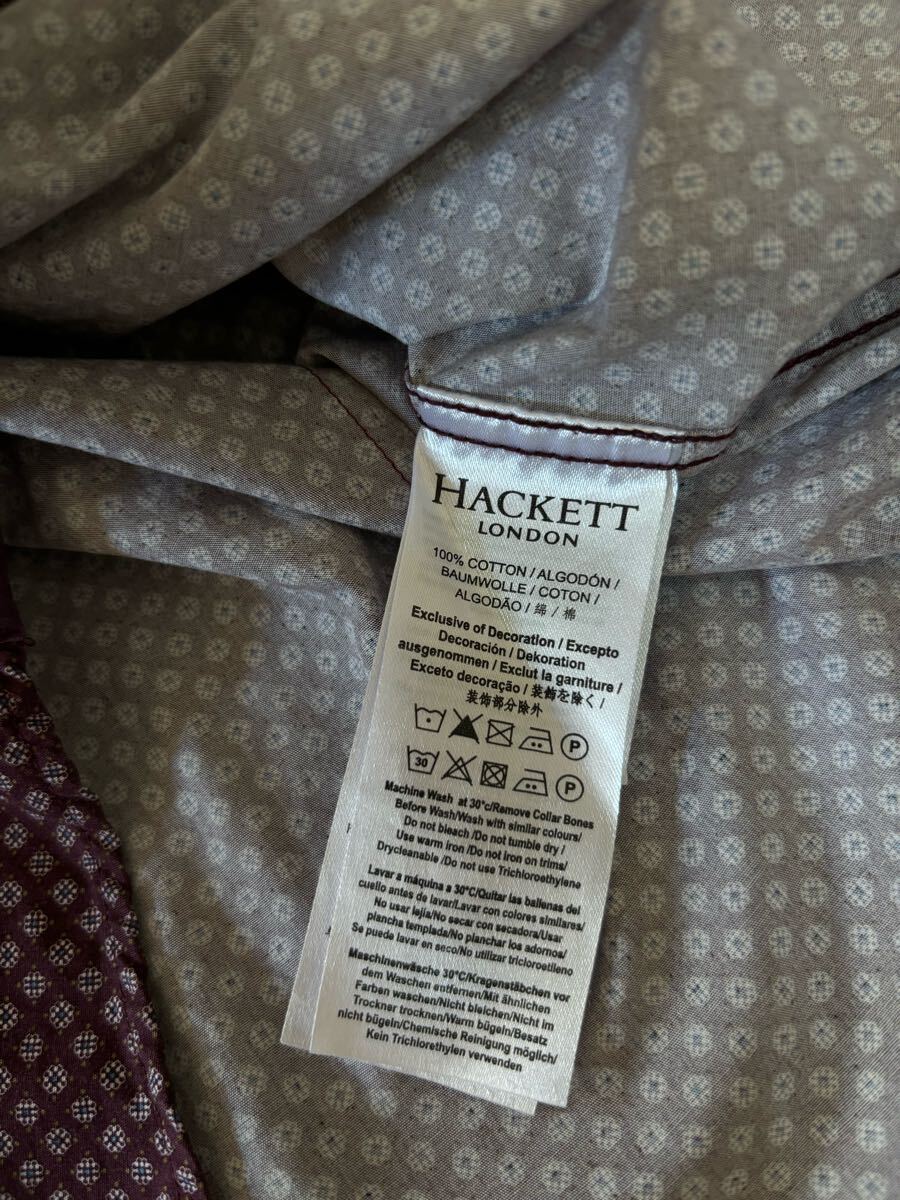 HACKETT
LONDON
100% COTTON / ALGODÓN /
BAUMWOLLE / COTON /
ALGODÃO / 綿 / 棉
Exclusive of Decoration / Excepto
Decoración / Dekoration
ausgenommen / Exclut la garniture /
Exceto decoração / 装飾を除く /
装饰部分除外
P
30
P
Machine Wash at 30°c/Ramove Collar Bones
Before Wash/Wash with similar colours/
Do not bleach /Do not tumble dry /
Use warm iron /Do not iron on trims/
Drycleanable /Do not use Trichloroethylene
Lavar a máquina a 30°C/Quitar las ballenas del
cuello antes de lavar/Lavar con colores similares/
No usar lejía/No secar con secadora/Usar
plancha templada/No planchar los adornos/
Se puede lavar en seco/No utilizar tricloroetileno
Maschinenwäsche 30°C/Kragenstäbchen vor
dem Waschen entfernen/Mit ähnlichen
Farben waschen/Nicht bleichen/Nicht im
Trockner trocknen/Warm bügeln/Besatz
nicht bügeln/Chemische Reinigung möglich/
Kein Trichlorethylen verwenden